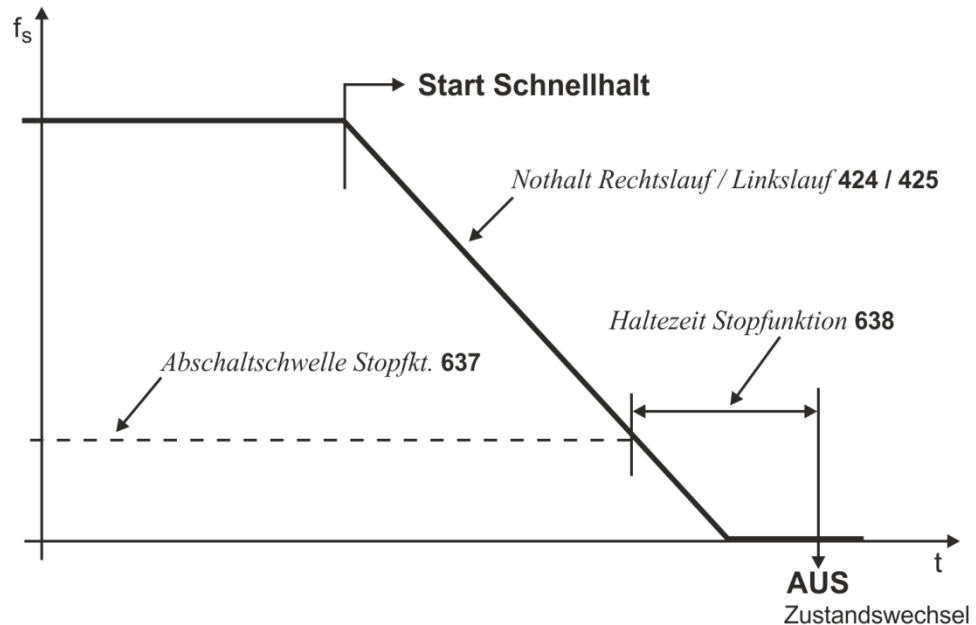 fs
Start Schnellhalt
Nothalt Rechtslauf / Linkslauf 424 / 425
Haltezeit Stopfunktion 638
Abschaltschwelle Stopfkt. 637
t
AUS
Zustandswechsel